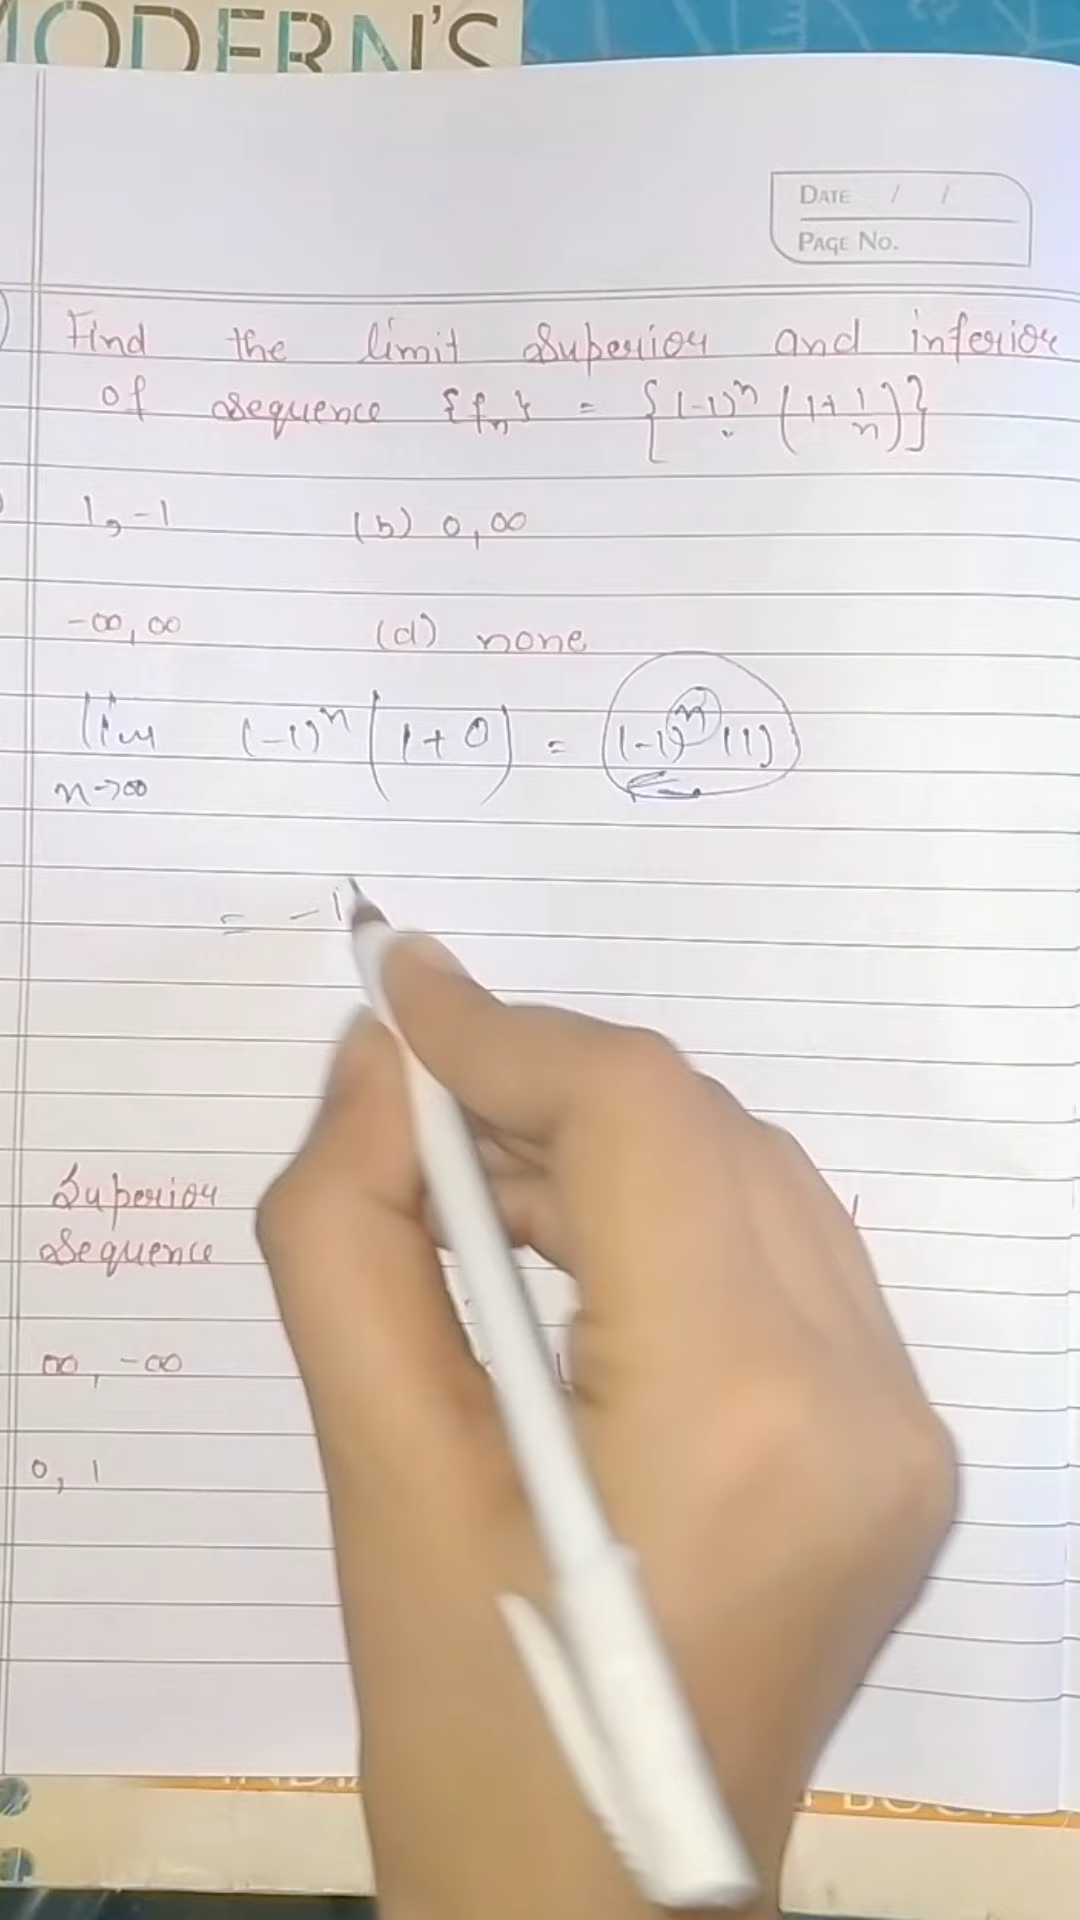 MODERN'S
DATE / /
PAGE NO.
Find the limit Superior and inferior
of sequence {fₙ} = {(-1)ⁿ (1+1/n)}
1, -1 (b) 0, ∞
-∞, ∞ (d) none
lim n→∞ (-1)ⁿ (1+0) = (-1)ⁿ (1)
= -1
Superior
Sequence
∞, -∞
0, 1